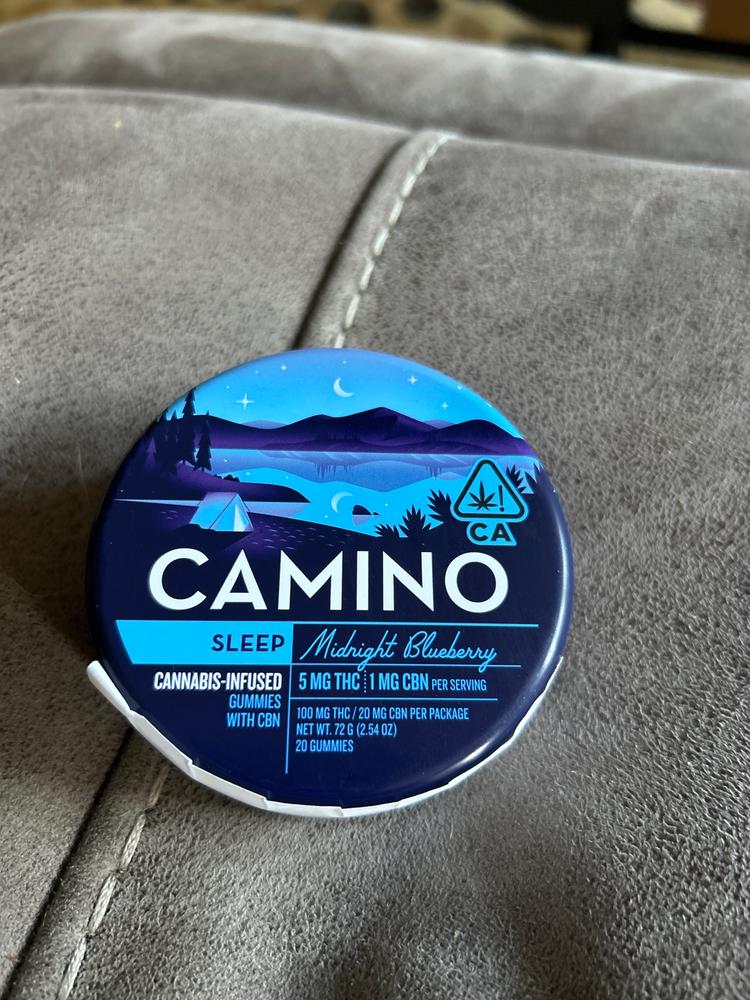 CA
CAMINO
SLEEP
Midnight Blueberry
CANNABIS-INFUSED
GUMMIES
WITH CBN
5 MG THC 1 MG CBN PER SERVING
100 MG THC / 20 MG CBN PER PACKAGE
NET WT. 72 G (2.54 OZ)
20 GUMMIES